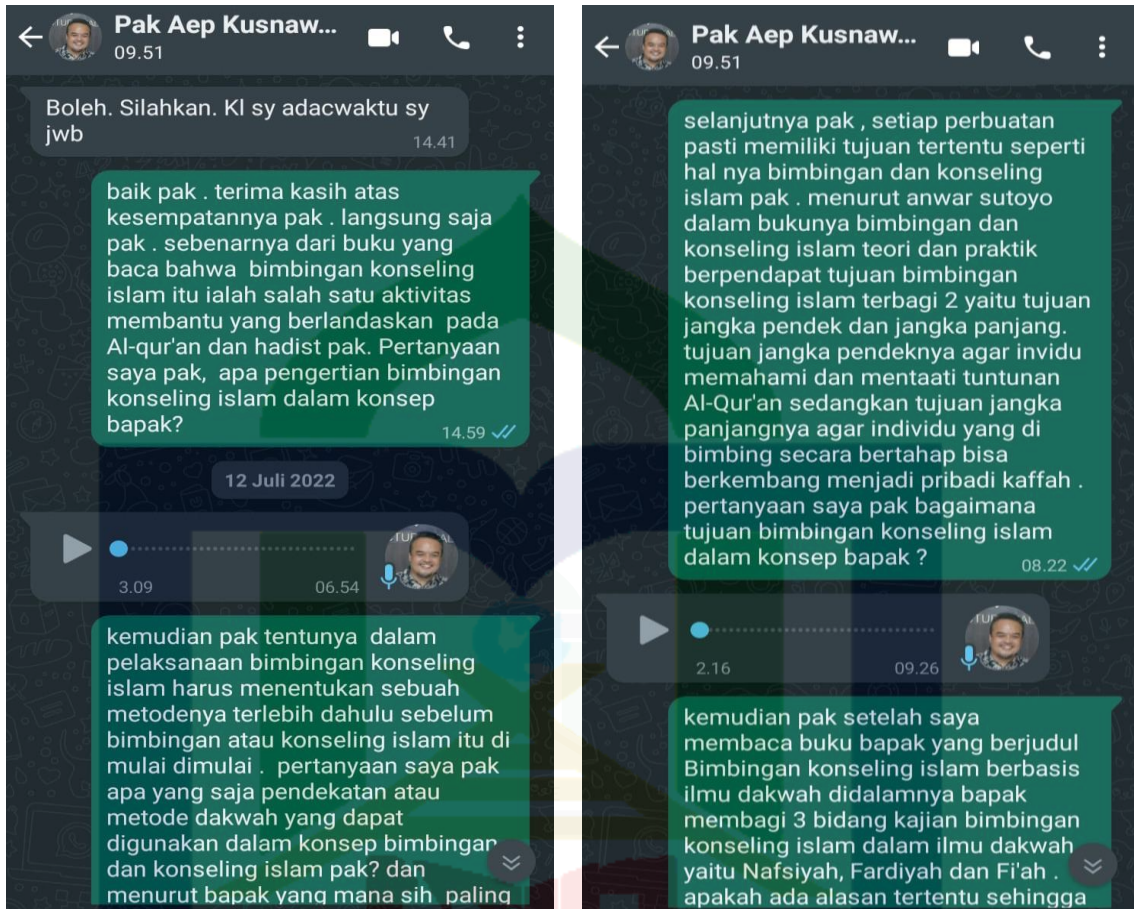 Pak Aep Kusnaw...
09.51
Boleh. Silahkan. Kl sy adacwaktu sy
jwb
14.41
baik pak . terima kasih atas
kesempatannya pak . langsung saja
pak . sebenarnya dari buku yang
baca bahwa bimbingan konseling
islam itu ialah salah satu aktivitas
membantu yang berlandaskan pada
Al-qur'an dan hadist pak. Pertanyaan
saya pak, apa pengertian bimbingan
konseling islam dalam konsep
bapak?
14.59
12 Juli 2022
3.09
06.54
kemudian pak tentunya dalam
pelaksanaan bimbingan konseling
islam harus menentukan sebuah
metodenya terlebih dahulu sebelum
bimbingan atau konseling islam itu di
mulai dimulai . pertanyaan saya pak
apa yang saja pendekatan atau
metode dakwah yang dapat
digunakan dalam konsep bimbingan
dan konseling islam pak? dan
menurut bapak yang mana sih paling
Pak Aep Kusnaw...
09.51
selanjutnya pak , setiap perbuatan
pasti memiliki tujuan tertentu seperti
hal nya bimbingan dan konseling
islam pak . menurut anwar sutoyo
dalam bukunya bimbingan dan
konseling islam teori dan praktik
berpendapat tujuan bimbingan
konseling islam terbagi 2 yaitu tujuan
jangka pendek dan jangka panjang.
tujuan jangka pendeknya agar invidu
memahami dan mentaati tuntunan
Al-Qur'an sedangkan tujuan jangka
panjangnya agar individu yang di
bimbing secara bertahap bisa
berkembang menjadi pribadi kaffah .
pertanyaan saya pak bagaimana
tujuan bimbingan konseling islam
dalam konsep bapak ?
08.22
2.16
09.26
kemudian pak setelah saya
membaca buku bapak yang berjudul
Bimbingan konseling islam berbasis
ilmu dakwah didalamnya bapak
membagi 3 bidang kajian bimbingan
konseling islam dalam ilmu dakwah
yaitu Nafsiyah, Fardiyah dan Fi'ah .
apakah ada alasan tertentu sehingga